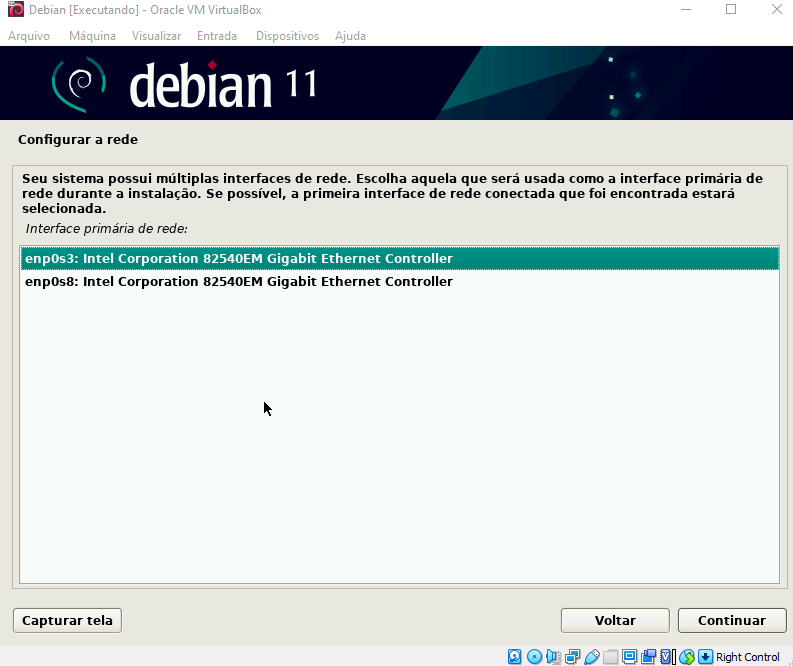 Debian [Executando] - Oracle VM VirtualBox
Arquivo Máquina Visualizar Entrada Dispositivos Ajuda
debian 11
Configurar a rede
Seu sistema possui múltiplas interfaces de rede. Escolha aquela que será usada como a interface primária de
rede durante a instalação. Se possível, a primeira interface de rede conectada que foi encontrada estará
selecionada.
Interface primária de rede:
enp0s3: Intel Corporation 82540EM Gigabit Ethernet Controller
enp0s8: Intel Corporation 82540EM Gigabit Ethernet Controller
Capturar tela Voltar Continuar
Right Control